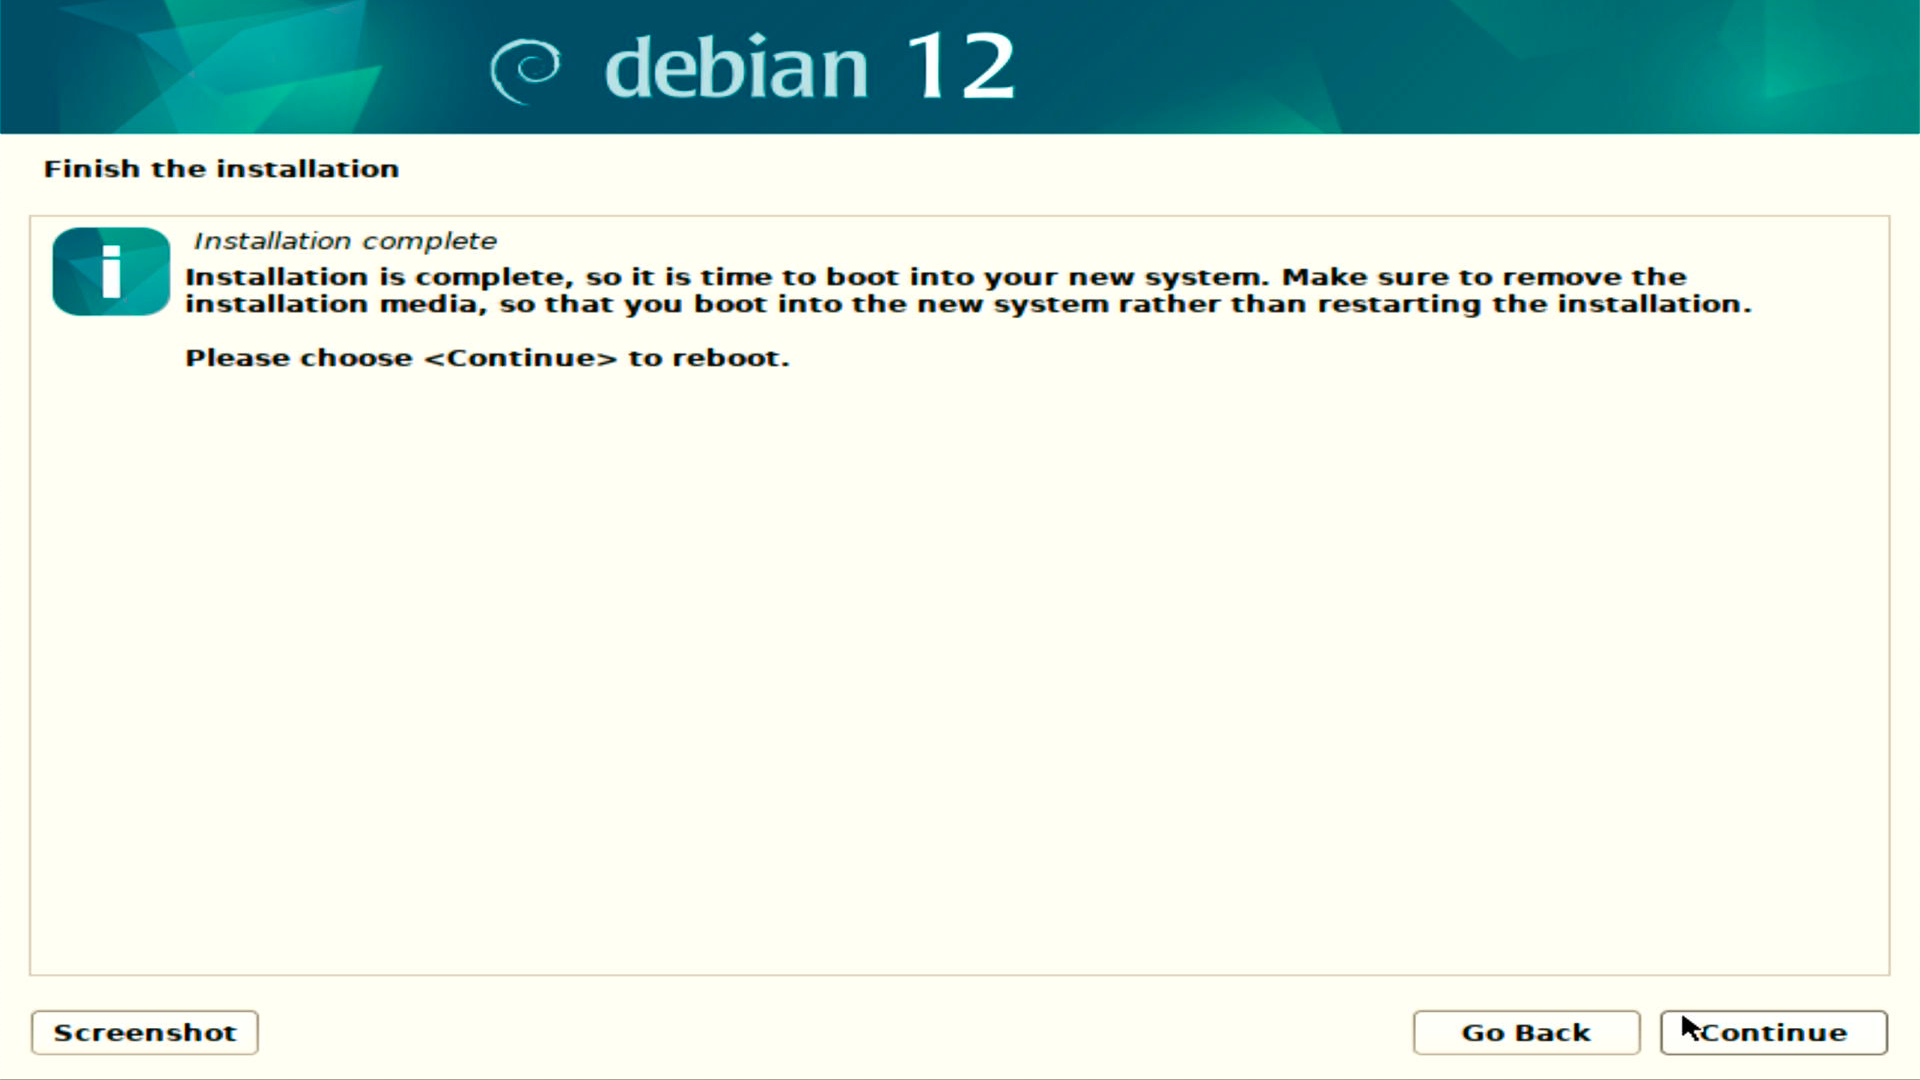 debian 12
Finish the installation
i
Installation complete
Installation is complete, so it is time to boot into your new system. Make sure to remove the
installation media, so that you boot into the new system rather than restarting the installation.
Please choose <Continue> to reboot.
Screenshot
Go Back
Continue